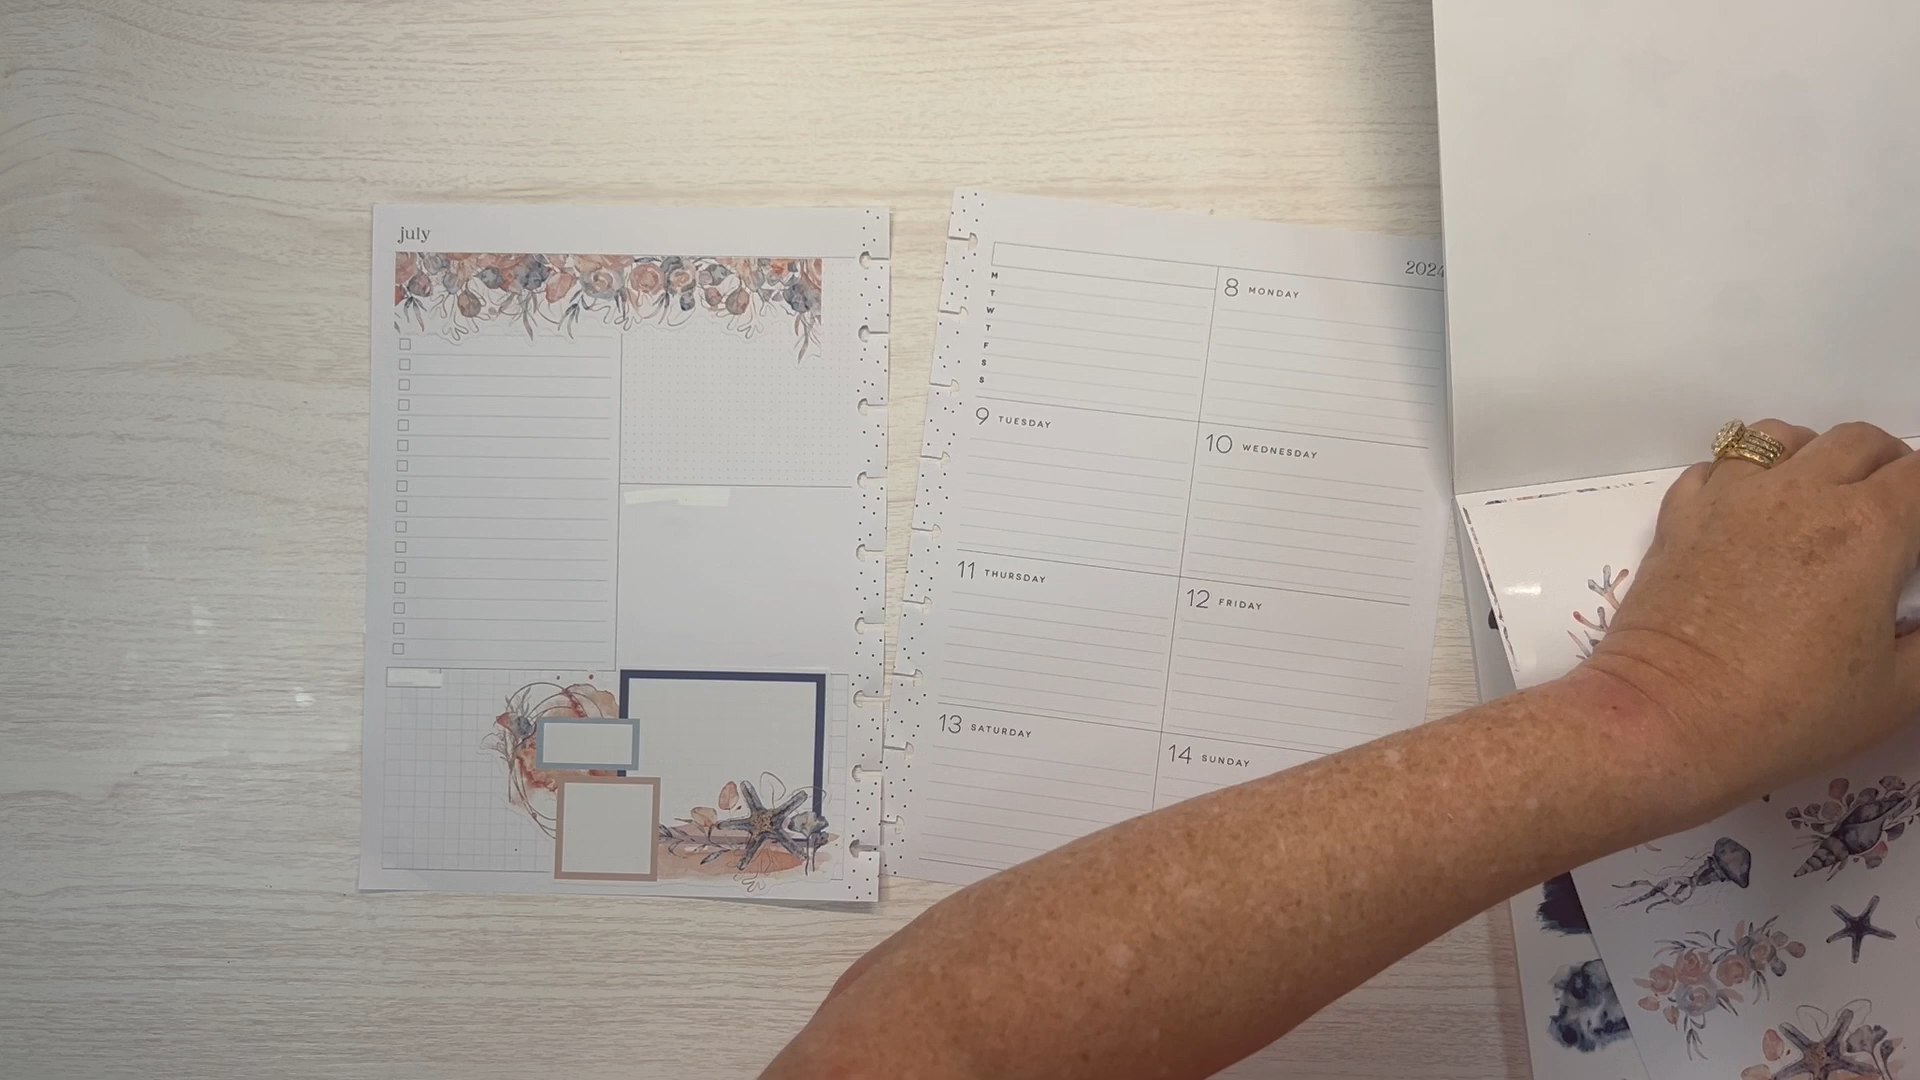 july
2024
M
T
W
T
F
S
S
8 MONDAY
9 TUESDAY
10 WEDNESDAY
11 THURSDAY
12 FRIDAY
13 SATURDAY
14 SUNDAY